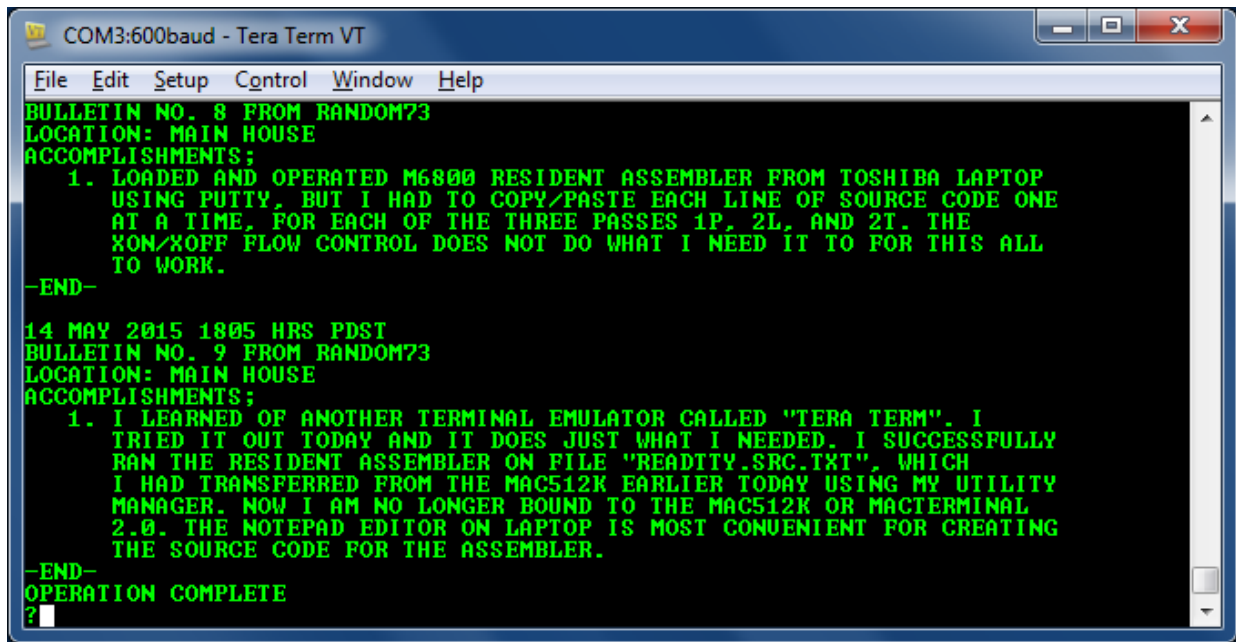 COM3:600baud - Tera Term VT
File Edit Setup Control Window Help
BULLETIN NO. 8 FROM RANDOM73
LOCATION: MAIN HOUSE
ACCOMPLISHMENTS;
1. LOADED AND OPERATED M6800 RESIDENT ASSEMBLER FROM TOSHIBA LAPTOP
USING PUTTY, BUT I HAD TO COPY/PASTE EACH LINE OF SOURCE CODE ONE
AT A TIME, FOR EACH OF THE THREE PASSES 1P, 2L, AND 2T. THE
XON/XOFF FLOW CONTROL DOES NOT DO WHAT I NEED IT TO FOR THIS ALL
TO WORK.
-END-
14 MAY 2015 1805 HRS PDST
BULLETIN NO. 9 FROM RANDOM73
LOCATION: MAIN HOUSE
ACCOMPLISHMENTS;
1. I LEARNED OF ANOTHER TERMINAL EMULATOR CALLED "TERA TERM". I
TRIED IT OUT TODAY AND IT DOES JUST WHAT I NEEDED. I SUCCESSFULLY
RAN THE RESIDENT ASSEMBLER ON FILE "READTTY.SRC.TXT", WHICH
I HAD TRANSFERRED FROM THE MAC512K EARLIER TODAY USING MY UTILITY
MANAGER. NOW I AM NO LONGER BOUND TO THE MAC512K OR MACTERMINAL
2.0. THE NOTEPAD EDITOR ON LAPTOP IS MOST CONVENIENT FOR CREATING
THE SOURCE CODE FOR THE ASSEMBLER.
-END-
OPERATION COMPLETE
?